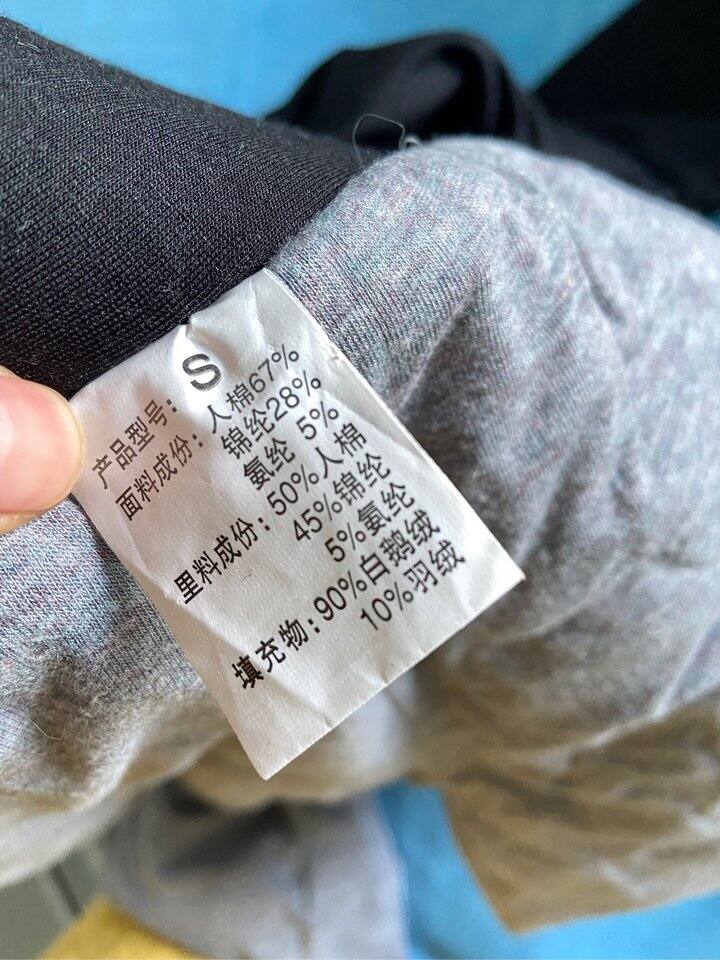 产品型号：S
面料成份：人棉67%
锦纶28%
氨纶 5%
里料成份：50%人棉
45%锦纶
5%氨纶
填充物：90%白鹅绒
10%羽绒